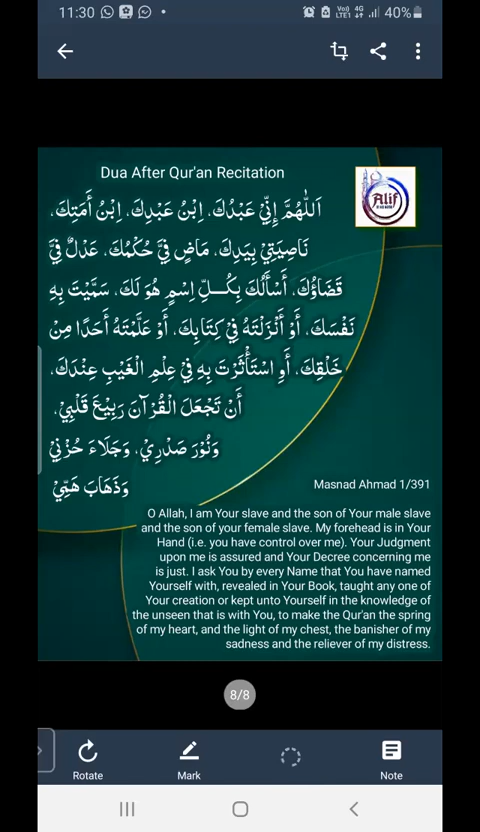 11:30
Vo)) 4G
LTE1
40%
Dua After Qur'an Recitation
Alif
اَللّٰهُمَّ إِنِّيْ عَبْدُكَ، اِبْنُ عَبْدِكَ، اِبْنُ أَمَتِكَ،
نَاصِيَتِيْ بِيَدِكَ، مَاضٍ فِيَّ حُكْمُكَ، عَدْلٌ فِيَّ
قَضَاؤُكَ، أَسْأَلُكَ بِكُـــلِّ اِسْمٍ هُوَ لَكَ، سَمَّيْتَ بِهِ
نَفْسَكَ، أَوْ أَنْزَلْتَهُ فِيْ كِتَابِكَ، أَوْ عَلَّمْتَهُ أَحَدًا مِنْ
خَلْقِكَ، أَوِ اسْتَأْثَرْتَ بِهِ فِيْ عِلْمِ الْغَيْبِ عِنْدَكَ،
أَنْ تَجْعَلَ الْقُرْآنَ رَبِيْعَ قَلْبِيْ،
وَنُوْرَ صَدْرِيْ، وَجَلَاءَ حُزْنِيْ
وَذَهَابَ هَمِّيْ
Masnad Ahmad 1/391
O Allah, I am Your slave and the son of Your male slave
and the son of your female slave. My forehead is in Your
Hand (i.e. you have control over me). Your Judgment
upon me is assured and Your Decree concerning me
is just. I ask You by every Name that You have named
Yourself with, revealed in Your Book, taught any one of
Your creation or kept unto Yourself in the knowledge of
the unseen that is with You, to make the Qur'an the spring
of my heart, and the light of my chest, the banisher of my
sadness and the reliever of my distress.
8/8
Rotate
Mark
Note